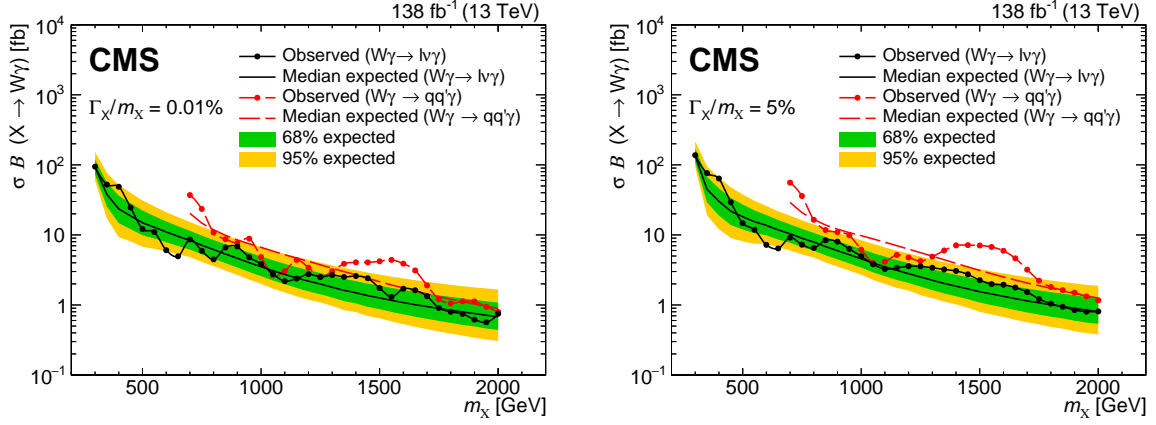 138 fb⁻¹ (13 TeV)
σ B (X → Wγ) [fb]
10⁴
10³
10²
10
1
10⁻¹
CMS
Γ_X/m_X = 0.01%
Observed (Wγ→ lνγ)
Median expected (Wγ→ lνγ)
Observed (Wγ → qq'γ)
Median expected (Wγ → qq'γ)
68% expected
95% expected
500 1000 1500 2000
m_X [GeV]
138 fb⁻¹ (13 TeV)
σ B (X → Wγ) [fb]
10⁴
10³
10²
10
1
10⁻¹
CMS
Γ_X/m_X = 5%
Observed (Wγ→ lνγ)
Median expected (Wγ→ lνγ)
Observed (Wγ → qq'γ)
Median expected (Wγ → qq'γ)
68% expected
95% expected
500 1000 1500 2000
m_X [GeV]